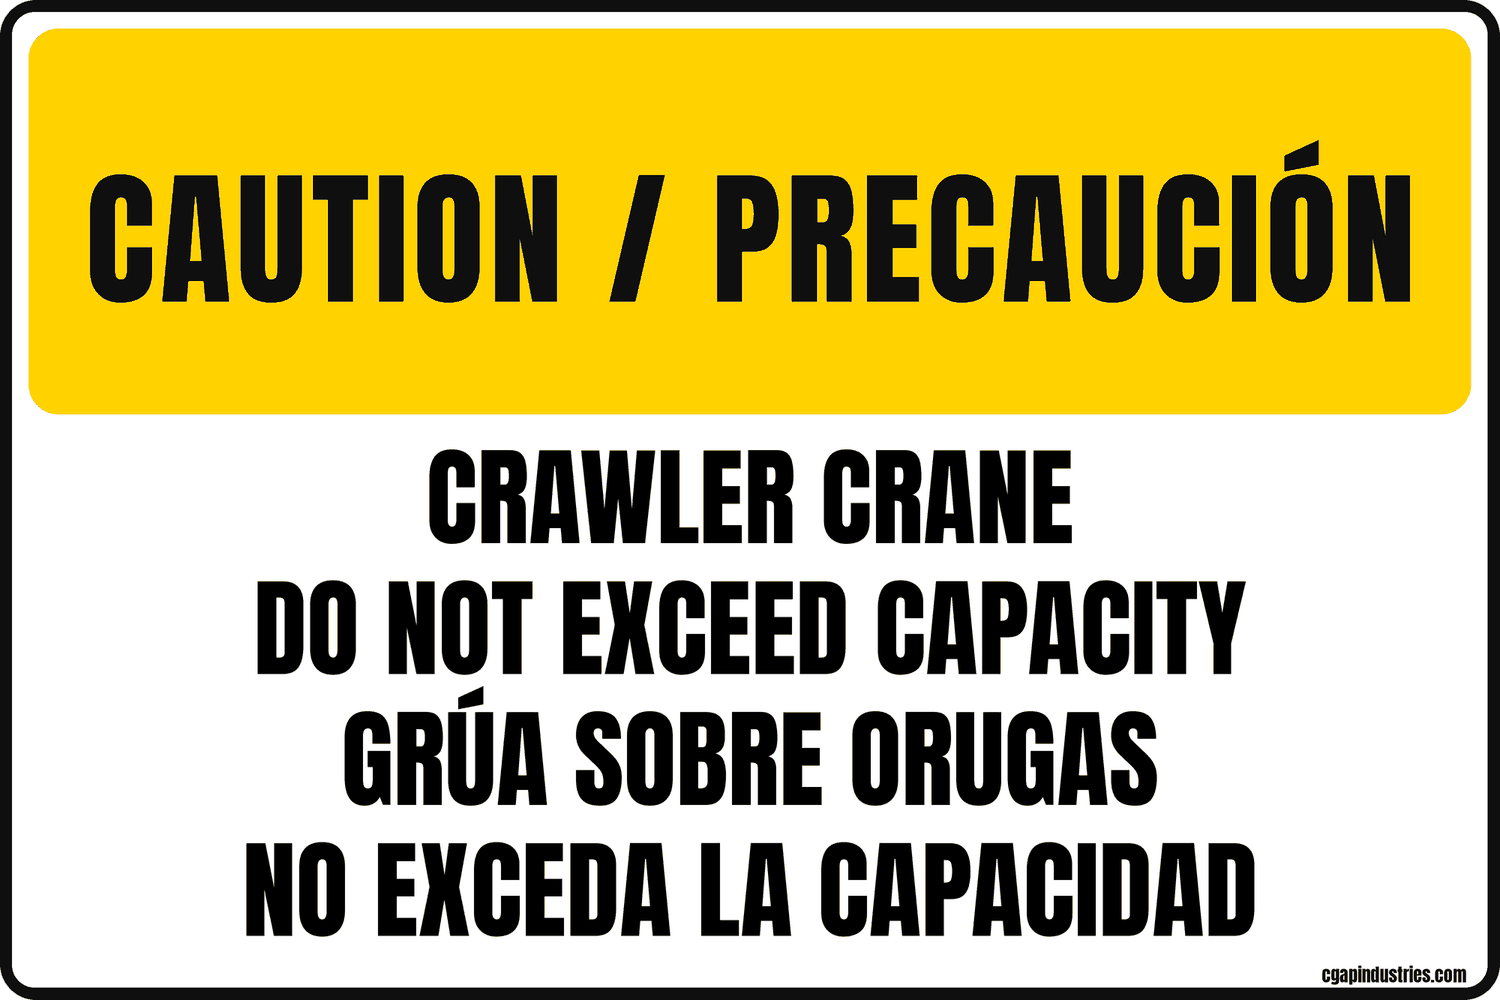 CAUTION / PRECAUCIÓN
CRAWLER CRANE
DO NOT EXCEED CAPACITY
GRÚA SOBRE ORUGAS
NO EXCEDA LA CAPACIDAD
cgapindustries.com